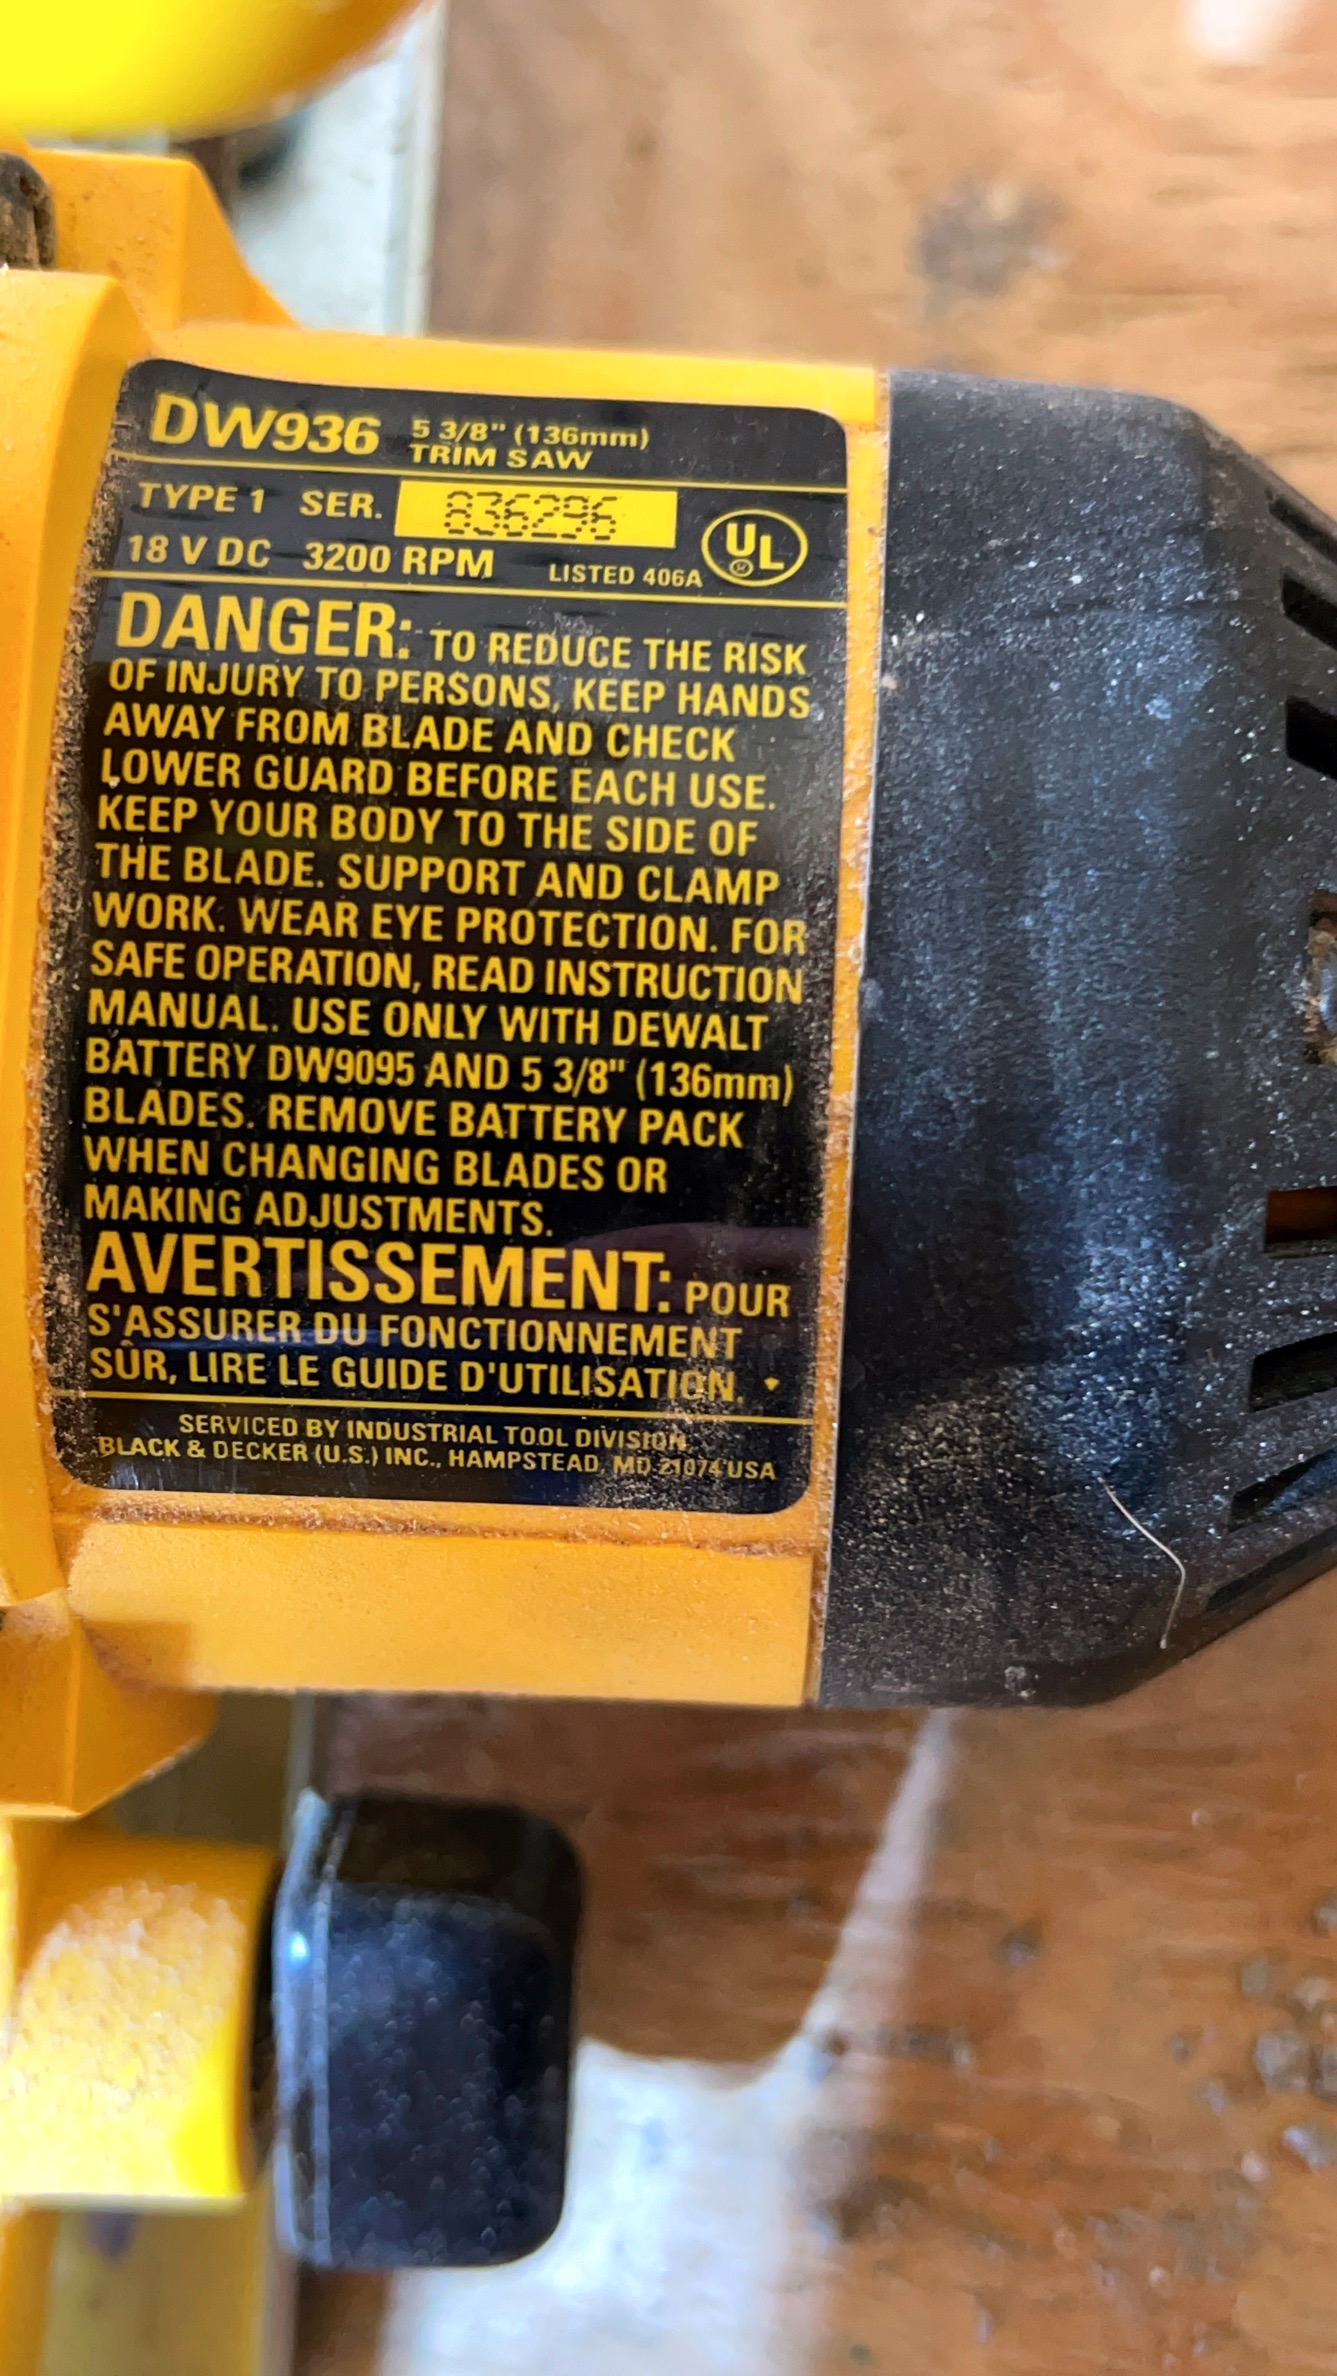 DW936 5 3/8" (136mm)
TRIM SAW
TYPE 1 SER. 836296
18 V DC 3200 RPM LISTED 406A UL ®
DANGER: TO REDUCE THE RISK
OF INJURY TO PERSONS, KEEP HANDS
AWAY FROM BLADE AND CHECK
LOWER GUARD BEFORE EACH USE.
KEEP YOUR BODY TO THE SIDE OF
THE BLADE. SUPPORT AND CLAMP
WORK. WEAR EYE PROTECTION. FOR
SAFE OPERATION, READ INSTRUCTION
MANUAL. USE ONLY WITH DEWALT
BATTERY DW9095 AND 5 3/8" (136mm)
BLADES. REMOVE BATTERY PACK
WHEN CHANGING BLADES OR
MAKING ADJUSTMENTS.
AVERTISSEMENT: POUR
S'ASSURER DU FONCTIONNEMENT
SÛR, LIRE LE GUIDE D'UTILISATION.
SERVICED BY INDUSTRIAL TOOL DIVISION,
BLACK & DECKER (U.S.) INC., HAMPSTEAD, MD 21074 USA